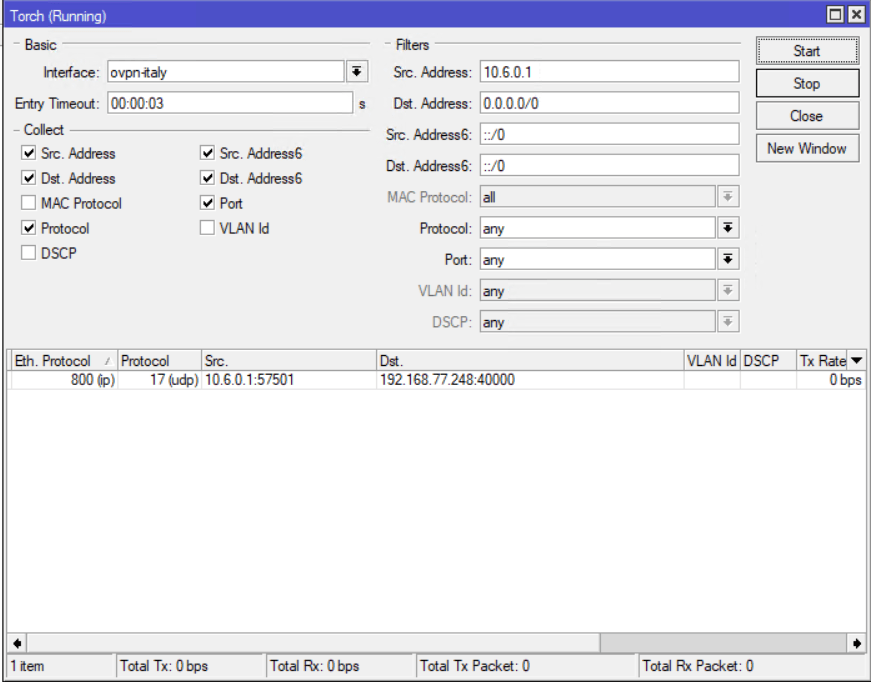 Torch (Running)
Basic
Interface: ovpn-italy
Entry Timeout: 00:00:03 s
Collect
Src. Address
Src. Address6
Dst. Address
Dst. Address6
MAC Protocol
Port
Protocol
VLAN Id
DSCP
Filters
Src. Address: 10.6.0.1
Dst. Address: 0.0.0.0/0
Src. Address6: ::/0
Dst. Address6: ::/0
MAC Protocol: all
Protocol: any
Port: any
VLAN Id: any
DSCP: any
Start
Stop
Close
New Window
Eth. Protocol Protocol Src. Dst. VLAN Id DSCP Tx Rate
800 (ip) 17 (udp) 10.6.0.1:57501 192.168.77.248:40000 0 bps
1 item Total Tx: 0 bps Total Rx: 0 bps Total Tx Packet: 0 Total Rx Packet: 0